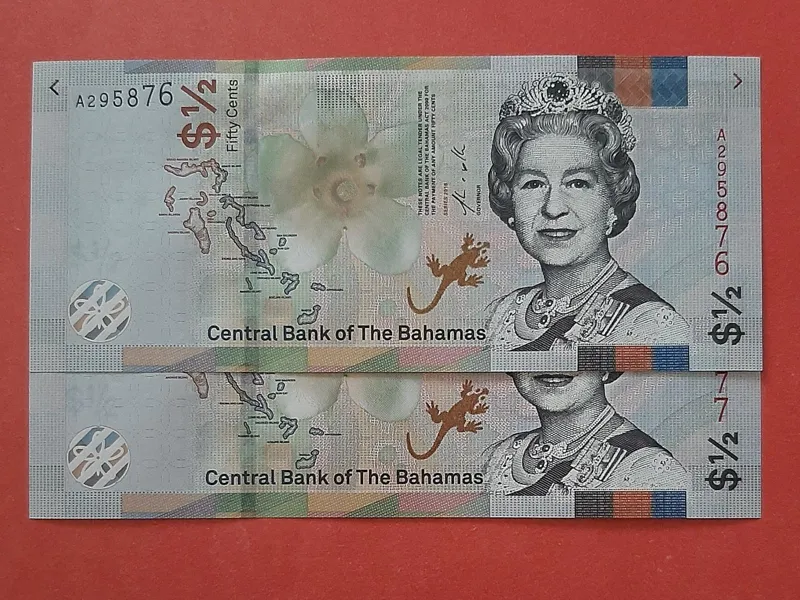 A295876
$½
Fifty Cents
THESE NOTES ARE LEGAL TENDER UNDER THE
CENTRAL BANK OF THE BAHAMAS ACT 2000 FOR
THE PAYMENT OF ANY AMOUNT FIFTY CENTS
SERIES 2019
GOVERNOR
A295876
$½
Central Bank of The Bahamas
77
$½
Central Bank of The Bahamas